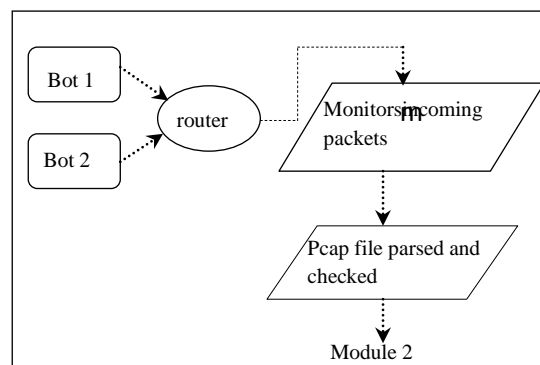 Bot 1
Bot 2
router
Monitors incoming
packets
m
Pcap file parsed and
checked
Module 2